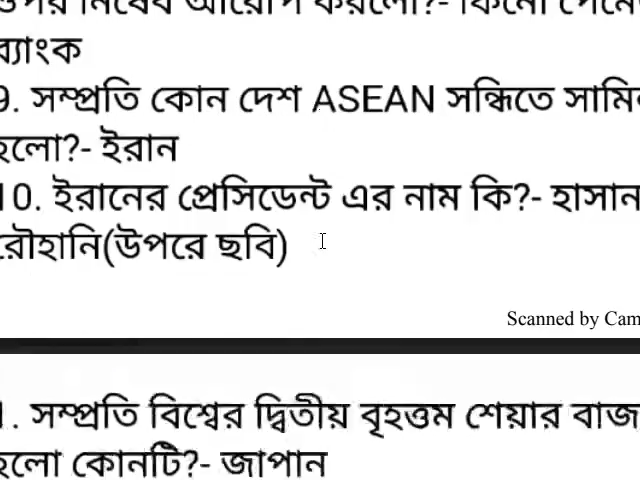 ব্যাংক
9. সম্প্রতি কোন দেশ ASEAN সন্ধিতে
হলো?- ইরান
10. ইরানের প্রেসিডেন্ট এর নাম কি?- হাসান
রৌহানি(উপরে ছবি)
Scanned by Cam
1. সম্প্রতি বিশ্বের দ্বিতীয় বৃহত্তম শেয়ার
হলো কোনটি?- জাপান